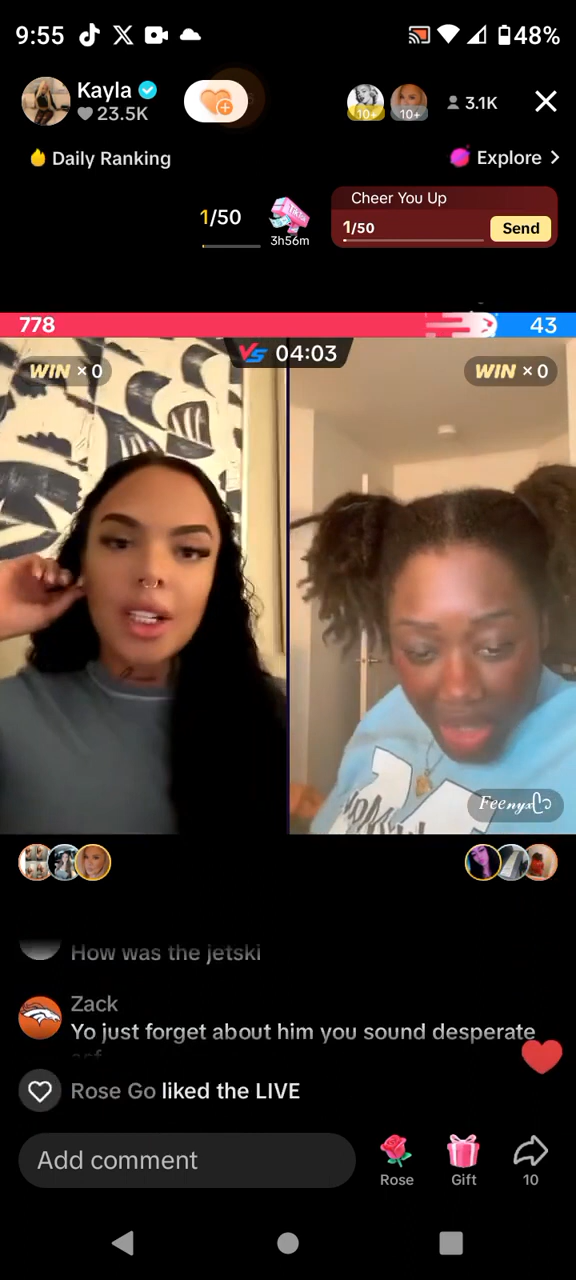 9:55
48%
Kayla
23.5K
10+
10+
3.1K
Daily Ranking
Explore
1/50
3h56m
Cheer You Up
1/50
Send
778
43
VS 04:03
WIN × 0
WIN × 0
Feenyx
How was the jetski
Zack
Yo just forget about him you sound desperate
Rose Go liked the LIVE
Add comment
Rose
Gift
10